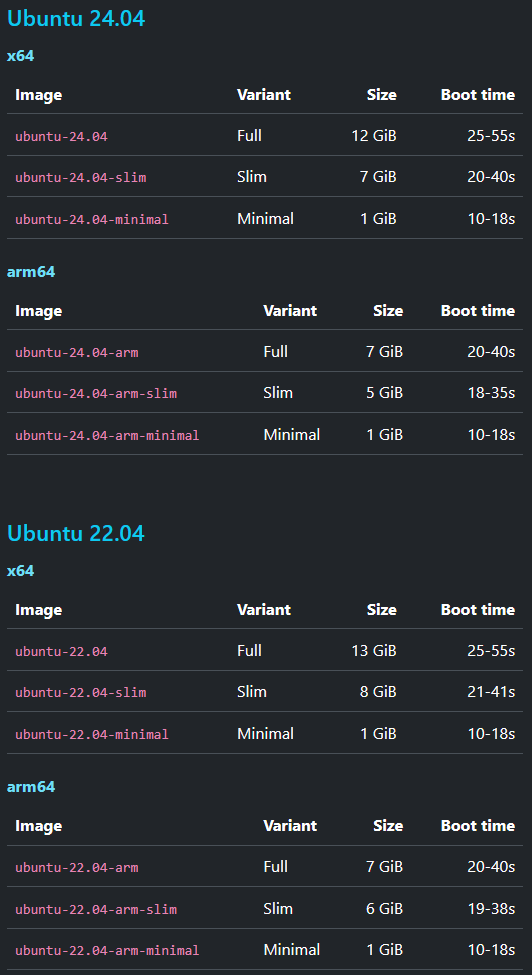 Ubuntu 24.04
x64
Image Variant Size Boot time
ubuntu-24.04 Full 12 GiB 25-55s
ubuntu-24.04-slim Slim 7 GiB 20-40s
ubuntu-24.04-minimal Minimal 1 GiB 10-18s
arm64
Image Variant Size Boot time
ubuntu-24.04-arm Full 7 GiB 20-40s
ubuntu-24.04-arm-slim Slim 5 GiB 18-35s
ubuntu-24.04-arm-minimal Minimal 1 GiB 10-18s
Ubuntu 22.04
x64
Image Variant Size Boot time
ubuntu-22.04 Full 13 GiB 25-55s
ubuntu-22.04-slim Slim 8 GiB 21-41s
ubuntu-22.04-minimal Minimal 1 GiB 10-18s
arm64
Image Variant Size Boot time
ubuntu-22.04-arm Full 7 GiB 20-40s
ubuntu-22.04-arm-slim Slim 6 GiB 19-38s
ubuntu-22.04-arm-minimal Minimal 1 GiB 10-18s